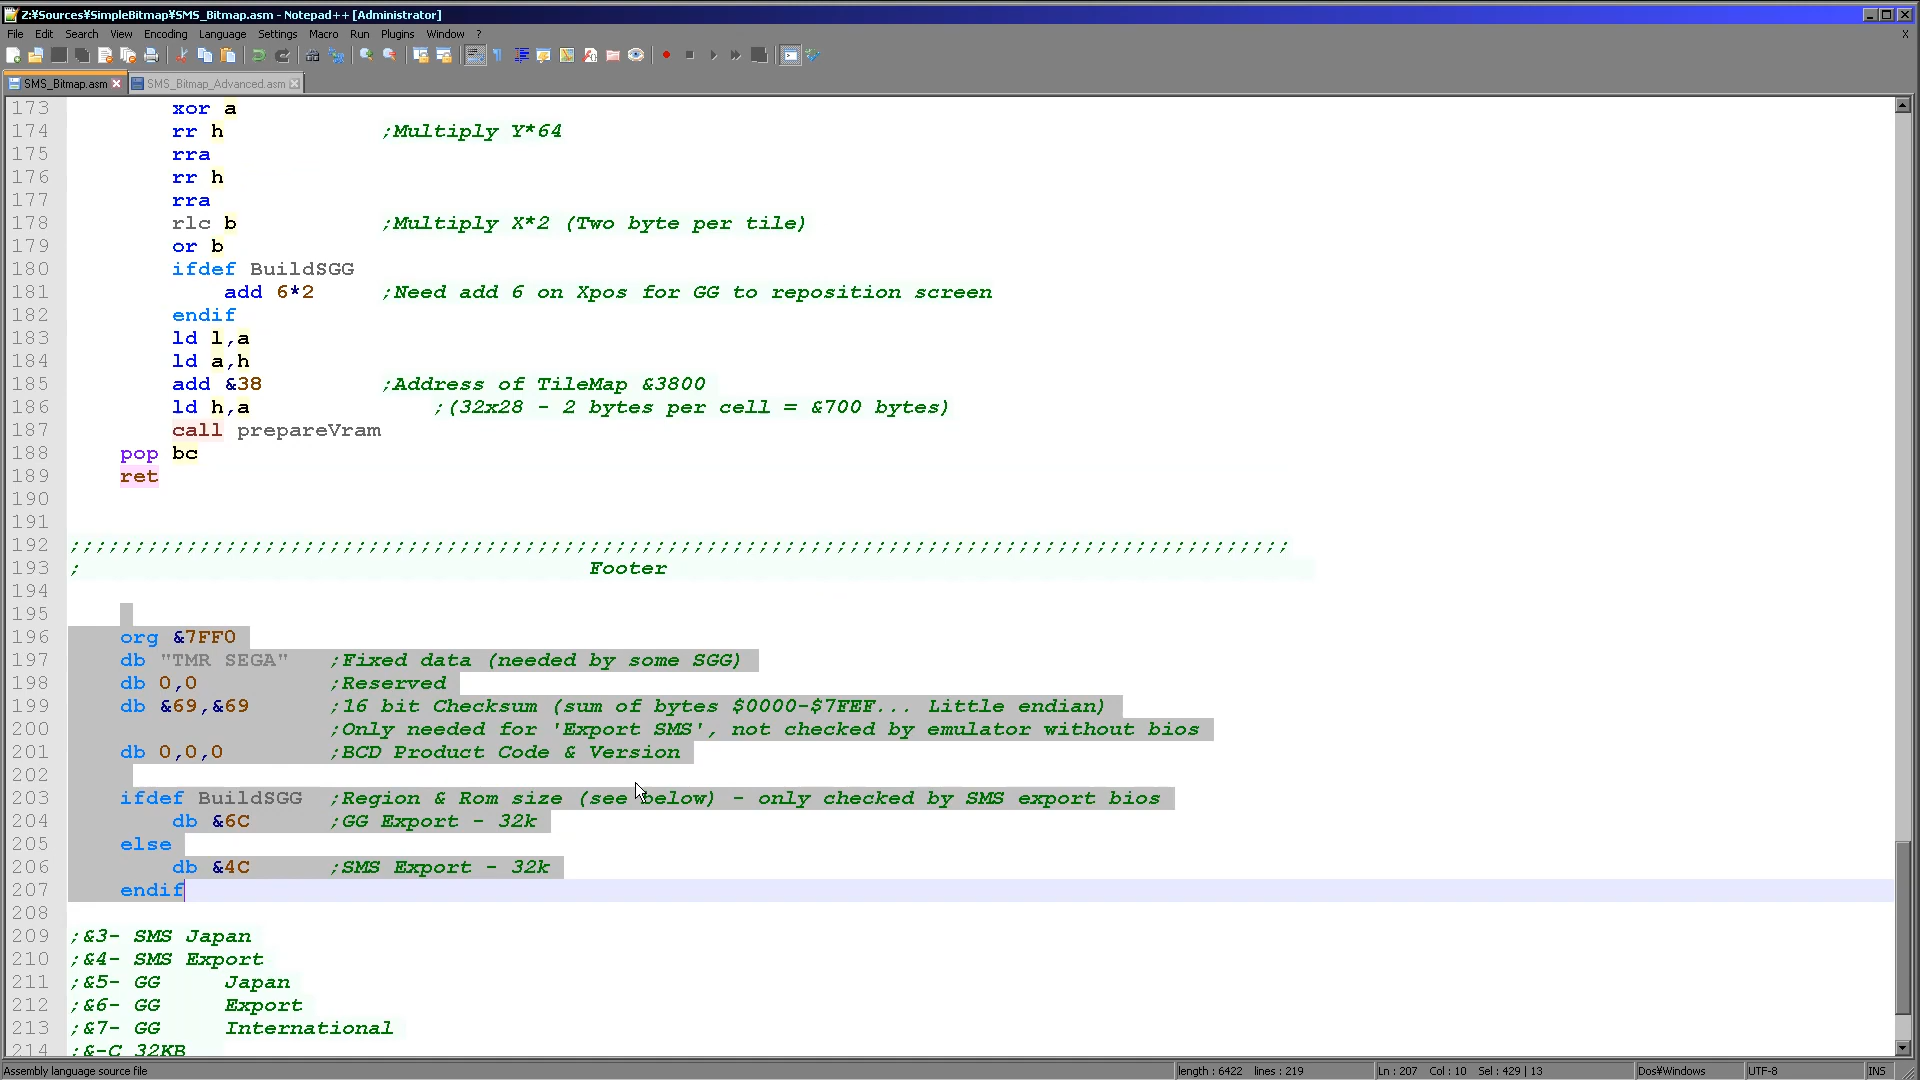 Z:¥Sources¥SimpleBitmap¥SMS_Bitmap.asm - Notepad++ [Administrator]
File Edit Search View Encoding Language Settings Macro Run Plugins Window ? X
SMS_Bitmap.asm SMS_Bitmap_Advanced.asm
173 xor a
174 rr h ;Multiply Y*64
175 rra
176 rr h
177 rra
178 rlc b ;Multiply X*2 (Two byte per tile)
179 or b
180 ifdef BuildSGG
181 add 6*2 ;Need add 6 on Xpos for GG to reposition screen
182 endif
183 ld l,a
184 ld a,h
185 add &38 ;Address of TileMap &3800
186 ld h,a ;(32x28 - 2 bytes per cell = &700 bytes)
187 call prepareVram
188 pop bc
189 ret
190
191
192 ;;;;;;;;;;;;;;;;;;;;;;;;;;;;;;;;;;;;;;;;;;;;;;;;;;;;;;;;;;;;;;;;;;;;;;;;;;;;;;;;;;;;;;;;;;;;;;
193 ; Footer
194
195
196 org &7FF0
197 db "TMR SEGA" ;Fixed data (needed by some SGG)
198 db 0,0 ;Reserved
199 db &69,&69 ;16 bit Checksum (sum of bytes $0000-$7FEF... Little endian)
200 ;Only needed for 'Export SMS', not checked by emulator without bios
201 db 0,0,0 ;BCD Product Code & Version
202
203 ifdef BuildSGG ;Region & Rom size (see below) - only checked by SMS export bios
204 db &6C ;GG Export - 32k
205 else
206 db &4C ;SMS Export - 32k
207 endif
208
209 ;&3- SMS Japan
210 ;&4- SMS Export
211 ;&5- GG Japan
212 ;&6- GG Export
213 ;&7- GG International
214 ;&-C 32KB
Assembly language source file length : 6422 lines : 219 Ln : 207 Col : 10 Sel : 429 | 13 Dos¥Windows UTF-8 INS